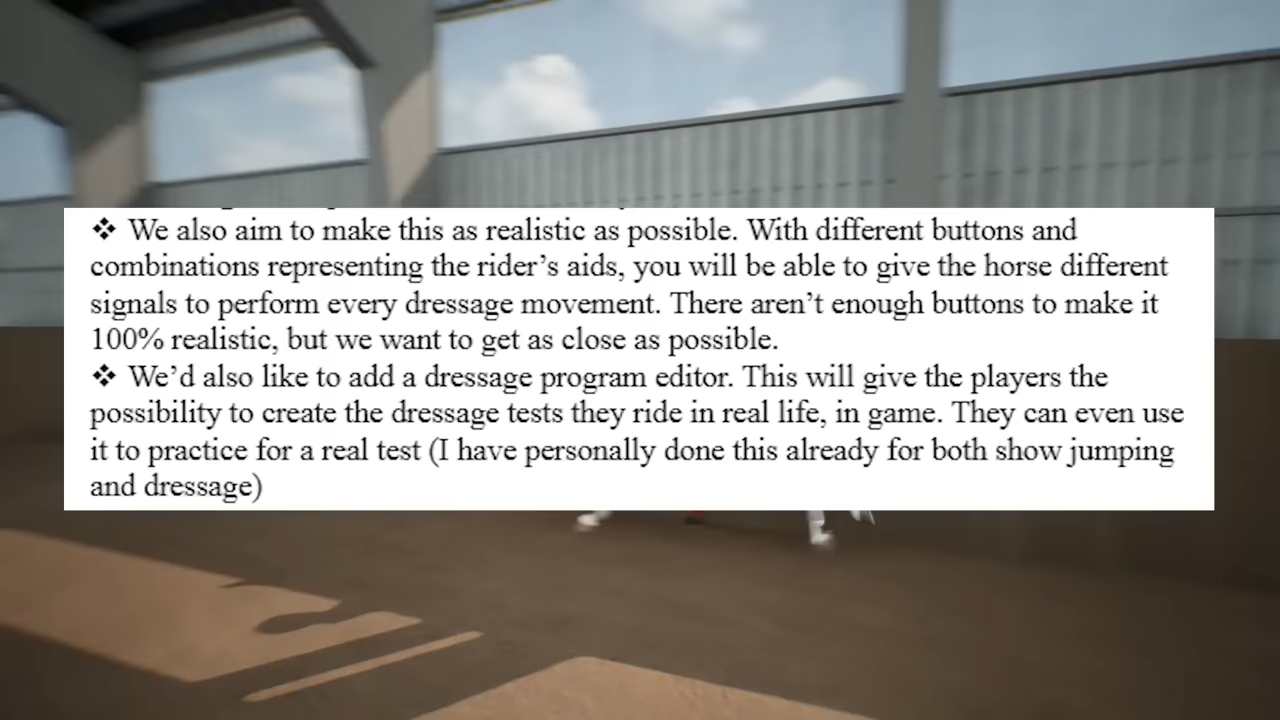 ❖ We also aim to make this as realistic as possible. With different buttons and
combinations representing the rider’s aids, you will be able to give the horse different
signals to perform every dressage movement. There aren’t enough buttons to make it
100% realistic, but we want to get as close as possible.
❖ We’d also like to add a dressage program editor. This will give the players the
possibility to create the dressage tests they ride in real life, in game. They can even use
it to practice for a real test (I have personally done this already for both show jumping
and dressage)